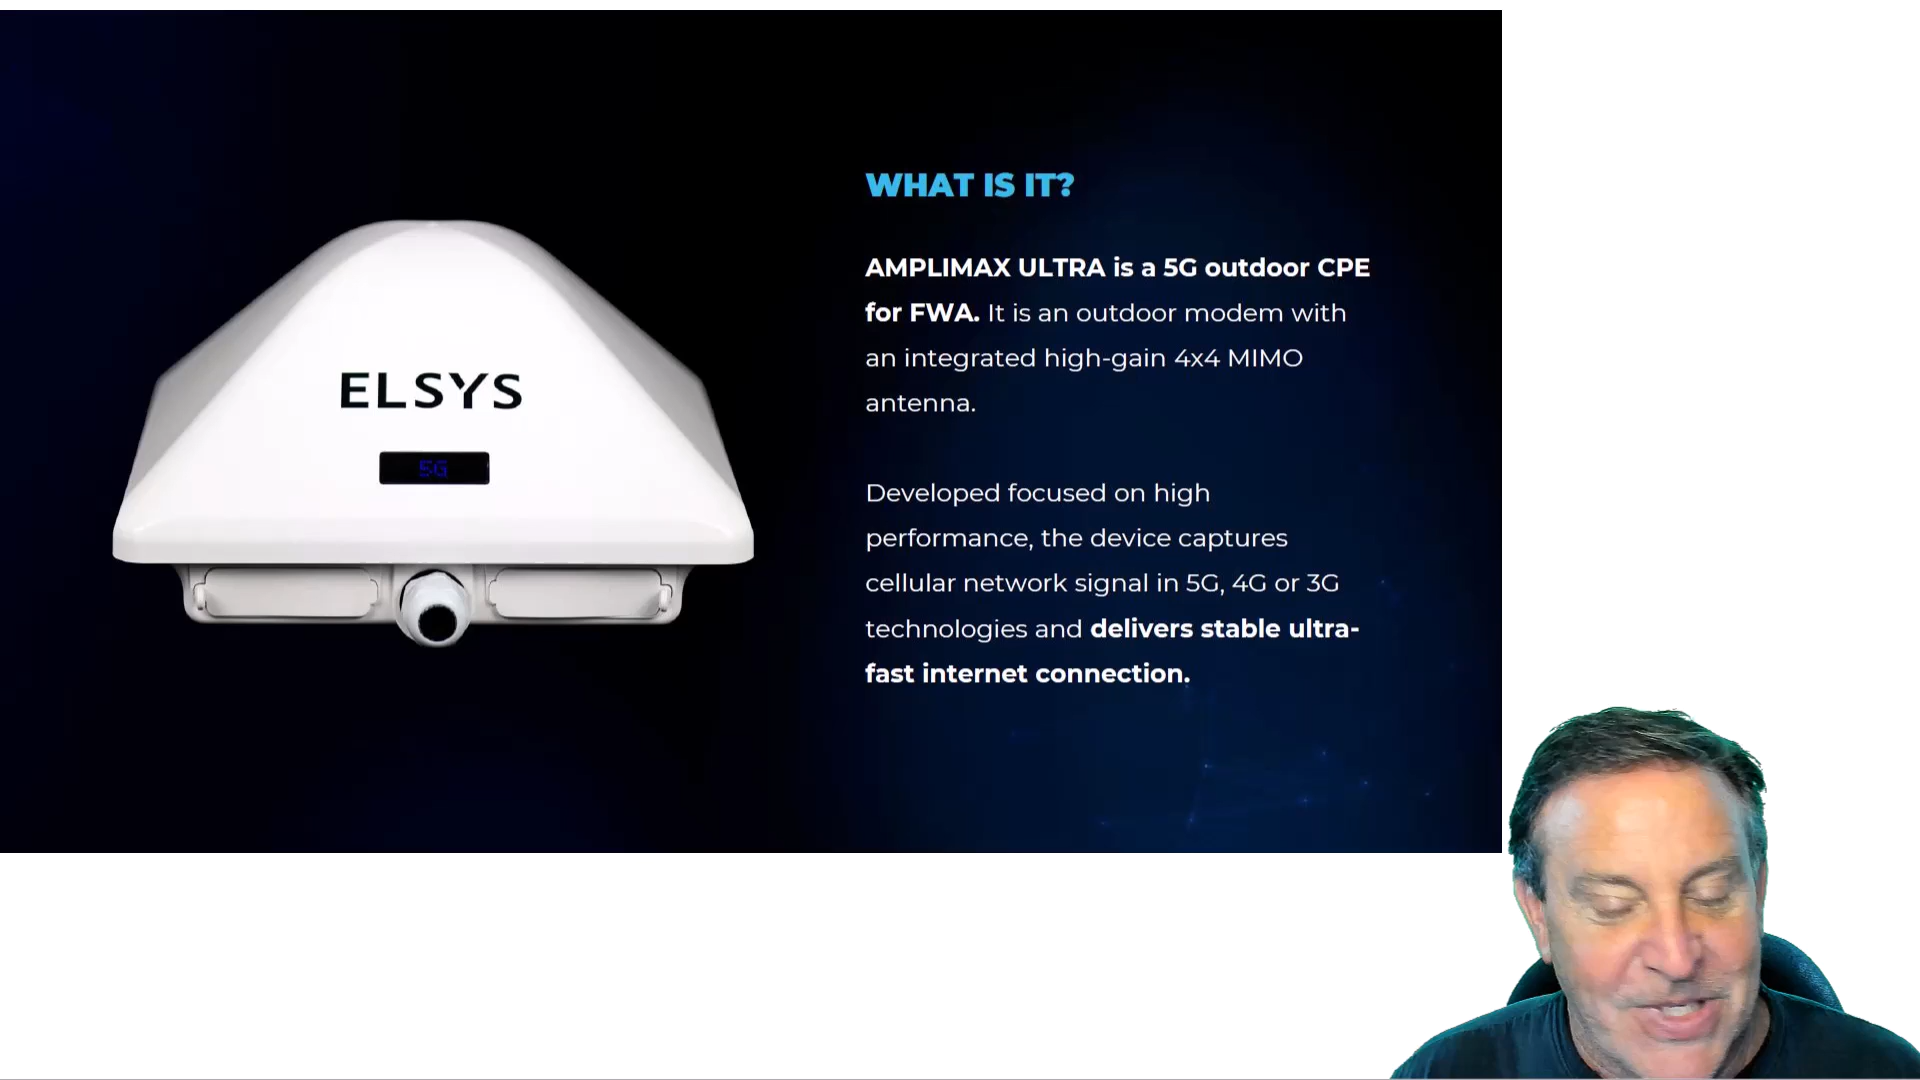 ELSYS
5G
WHAT IS IT?
AMPLIMAX ULTRA is a 5G outdoor CPE
for FWA. It is an outdoor modem with
an integrated high-gain 4x4 MIMO
antenna.
Developed focused on high
performance, the device captures
cellular network signal in 5G, 4G or 3G
technologies and delivers stable ultra-
fast internet connection.